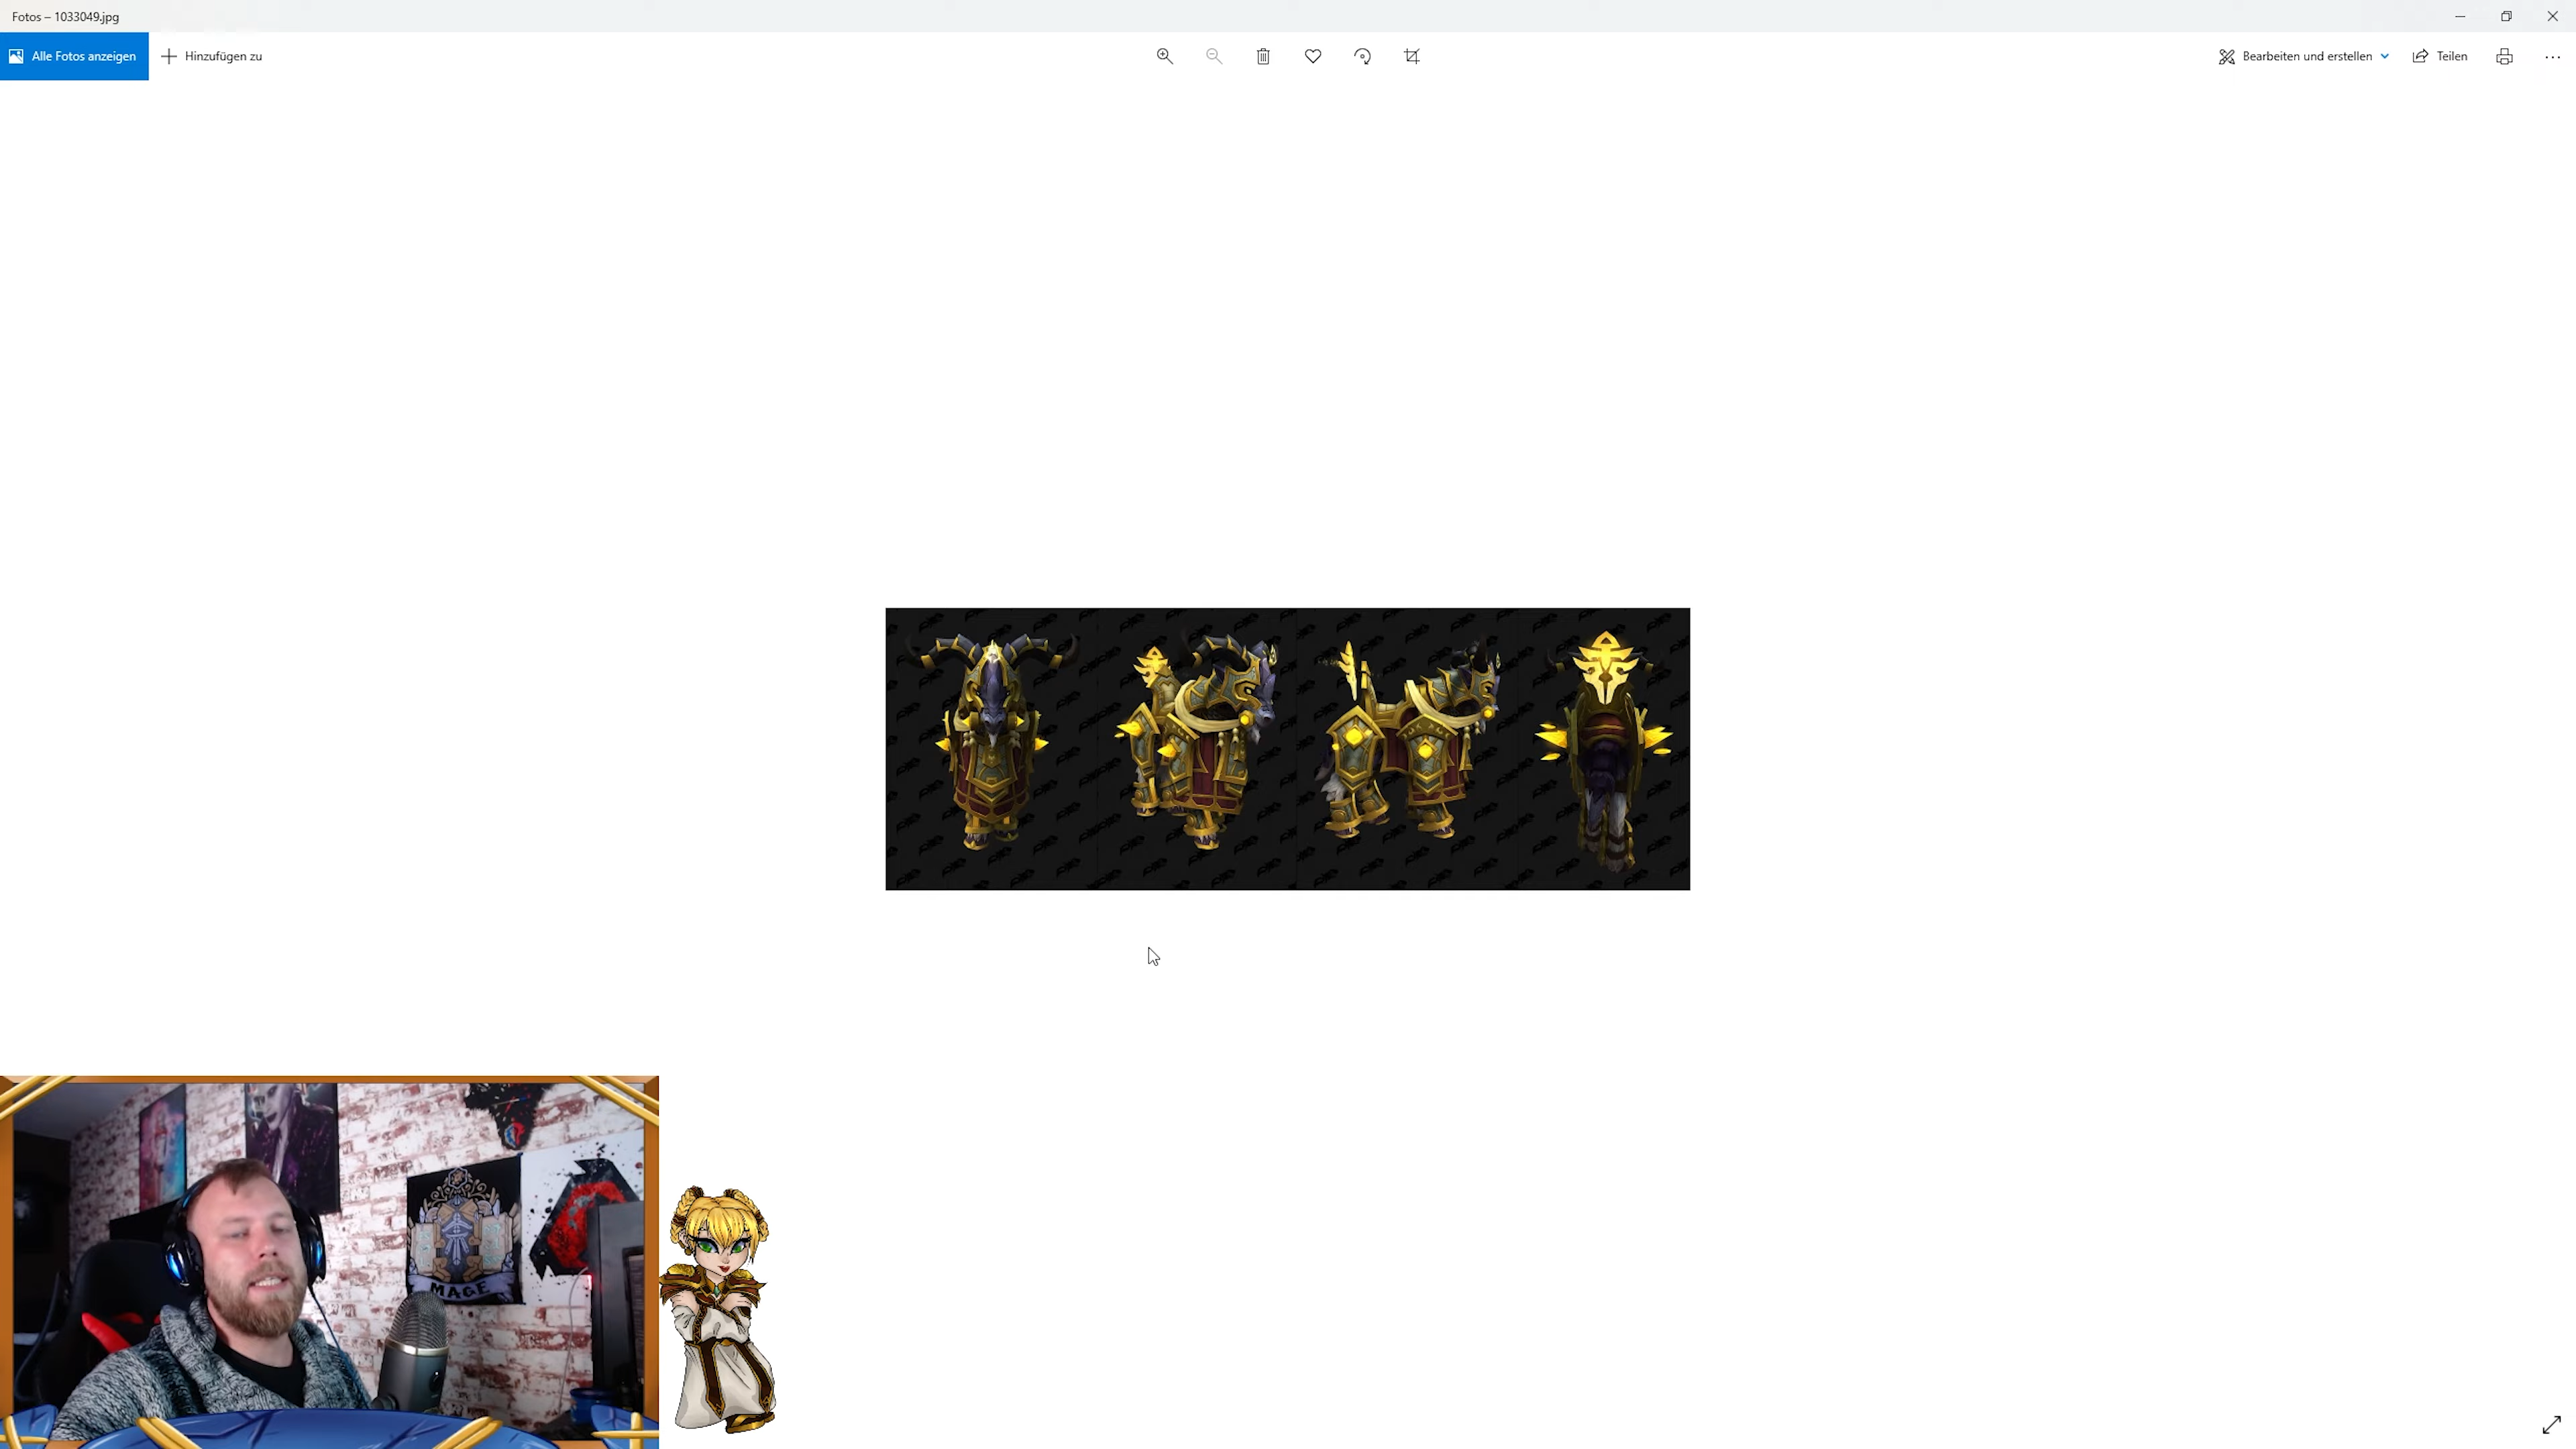 Fotos – 1033049.jpg
Alle Fotos anzeigen
Hinzufügen zu
Bearbeiten und erstellen
Teilen
MAGE